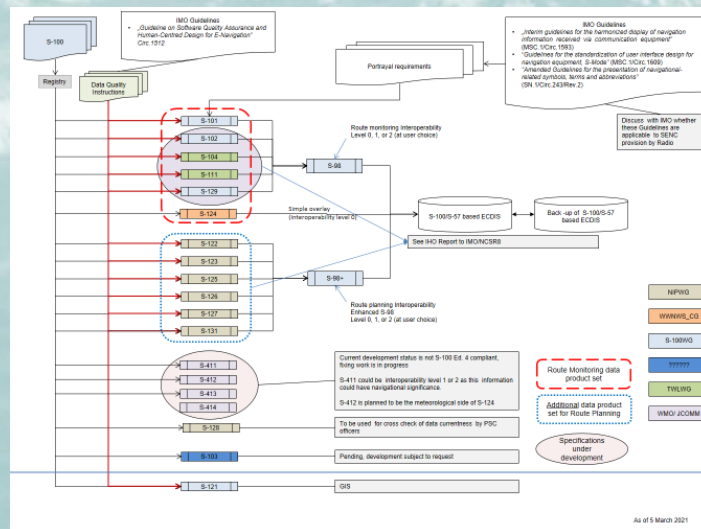 S-100
IMO Guidelines
• „Guideline on Software Quality Assurance and
Human-Centred Design for E-Navigation"
Circ.1512
IMO Guidelines
• „Interim guidelines for the harmonized display of navigation
information received via communication equipment"
(MSC.1/Circ.1593)
• "Guidelines for the standardization of user interface design for
navigation equipment, S-Mode" (MSC.1/Circ.1609)
• "Amended Guidelines for the presentation of navigational-
related symbols, terms and abbreviations"
(SN.1/Circ.243/Rev.2)
Registry
Data Quality
Instructions
Portrayal requirements
Discuss with IMO whether
these Guidelines are
applicable to SENC
provision by Radio
S-101
S-102
S-104
S-111
S-129
S-124
Route monitoring Interoperability
Level 0, 1, or 2 (at user choice)
S-98
Simple overlay
(interoperability level 0)
S-100/S-57 based ECDIS
Back -up of S-100/S-57
based ECDIS
See IHO Report to IMO/NCSR8
S-122
S-123
S-125
S-126
S-127
S-131
S-98+
Route planning Interoperability
Enhanced S-98
Level 0, 1, or 2 (at user choice)
S-411
S-412
S-413
S-414
Current development status is not S-100 Ed. 4 compliant,
fixing work is in progress
S-411 could be interoperability level 1 or 2 as this information
could have navigational significance.
S-412 is planned to be the meteorological side of S-124
S-128
To be used for cross check of data currentness by PSC
officers
S-103
Pending, development subject to request
S-121
GIS
Route Monitoring data
product set
Additional data product
set for Route Planning
Specifications
under
development
NIPWG
WWNWS_CG
S-100WG
??????
TWLWG
WMO/ JCOMM
As of 5 March 2021